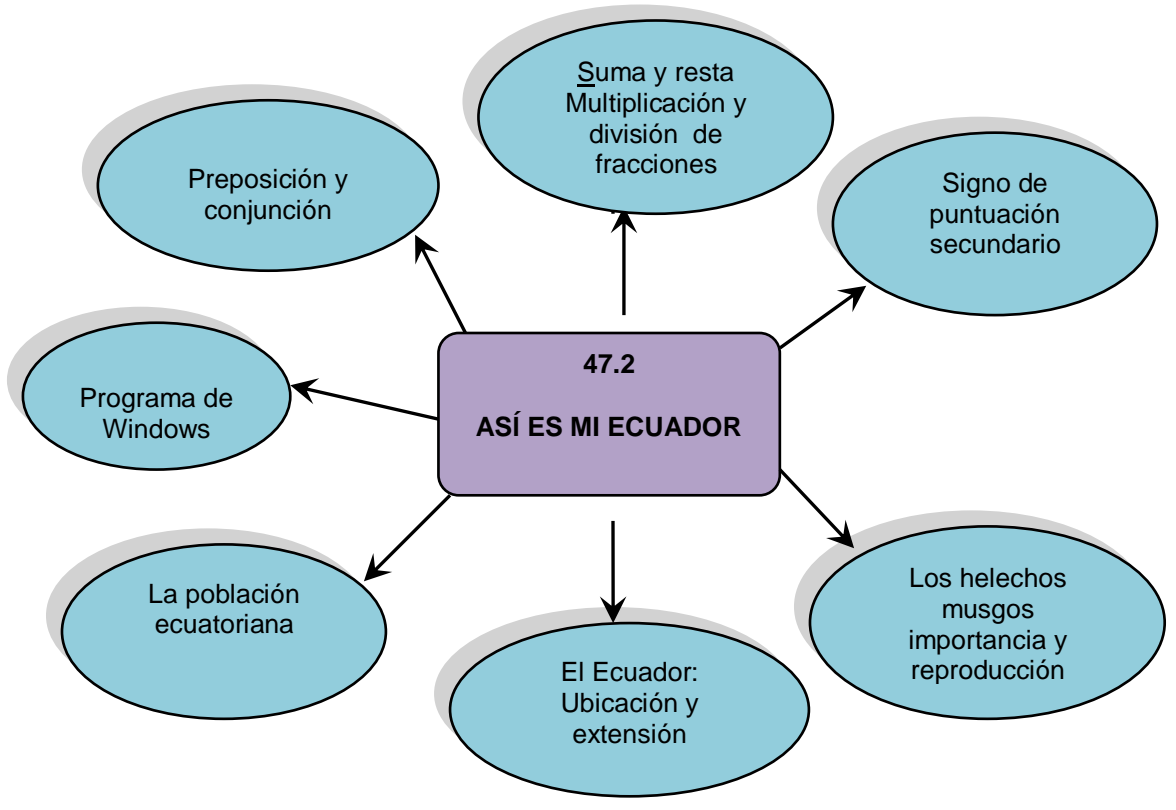 Suma y resta
Multiplicación y
división de
fracciones
Preposición y
conjunción
Signo de
puntuación
secundario
47.2
ASÍ ES MI ECUADOR
Programa de
Windows
La población
ecuatoriana
El Ecuador:
Ubicación y
extensión
Los helechos
musgos
importancia y
reproducción